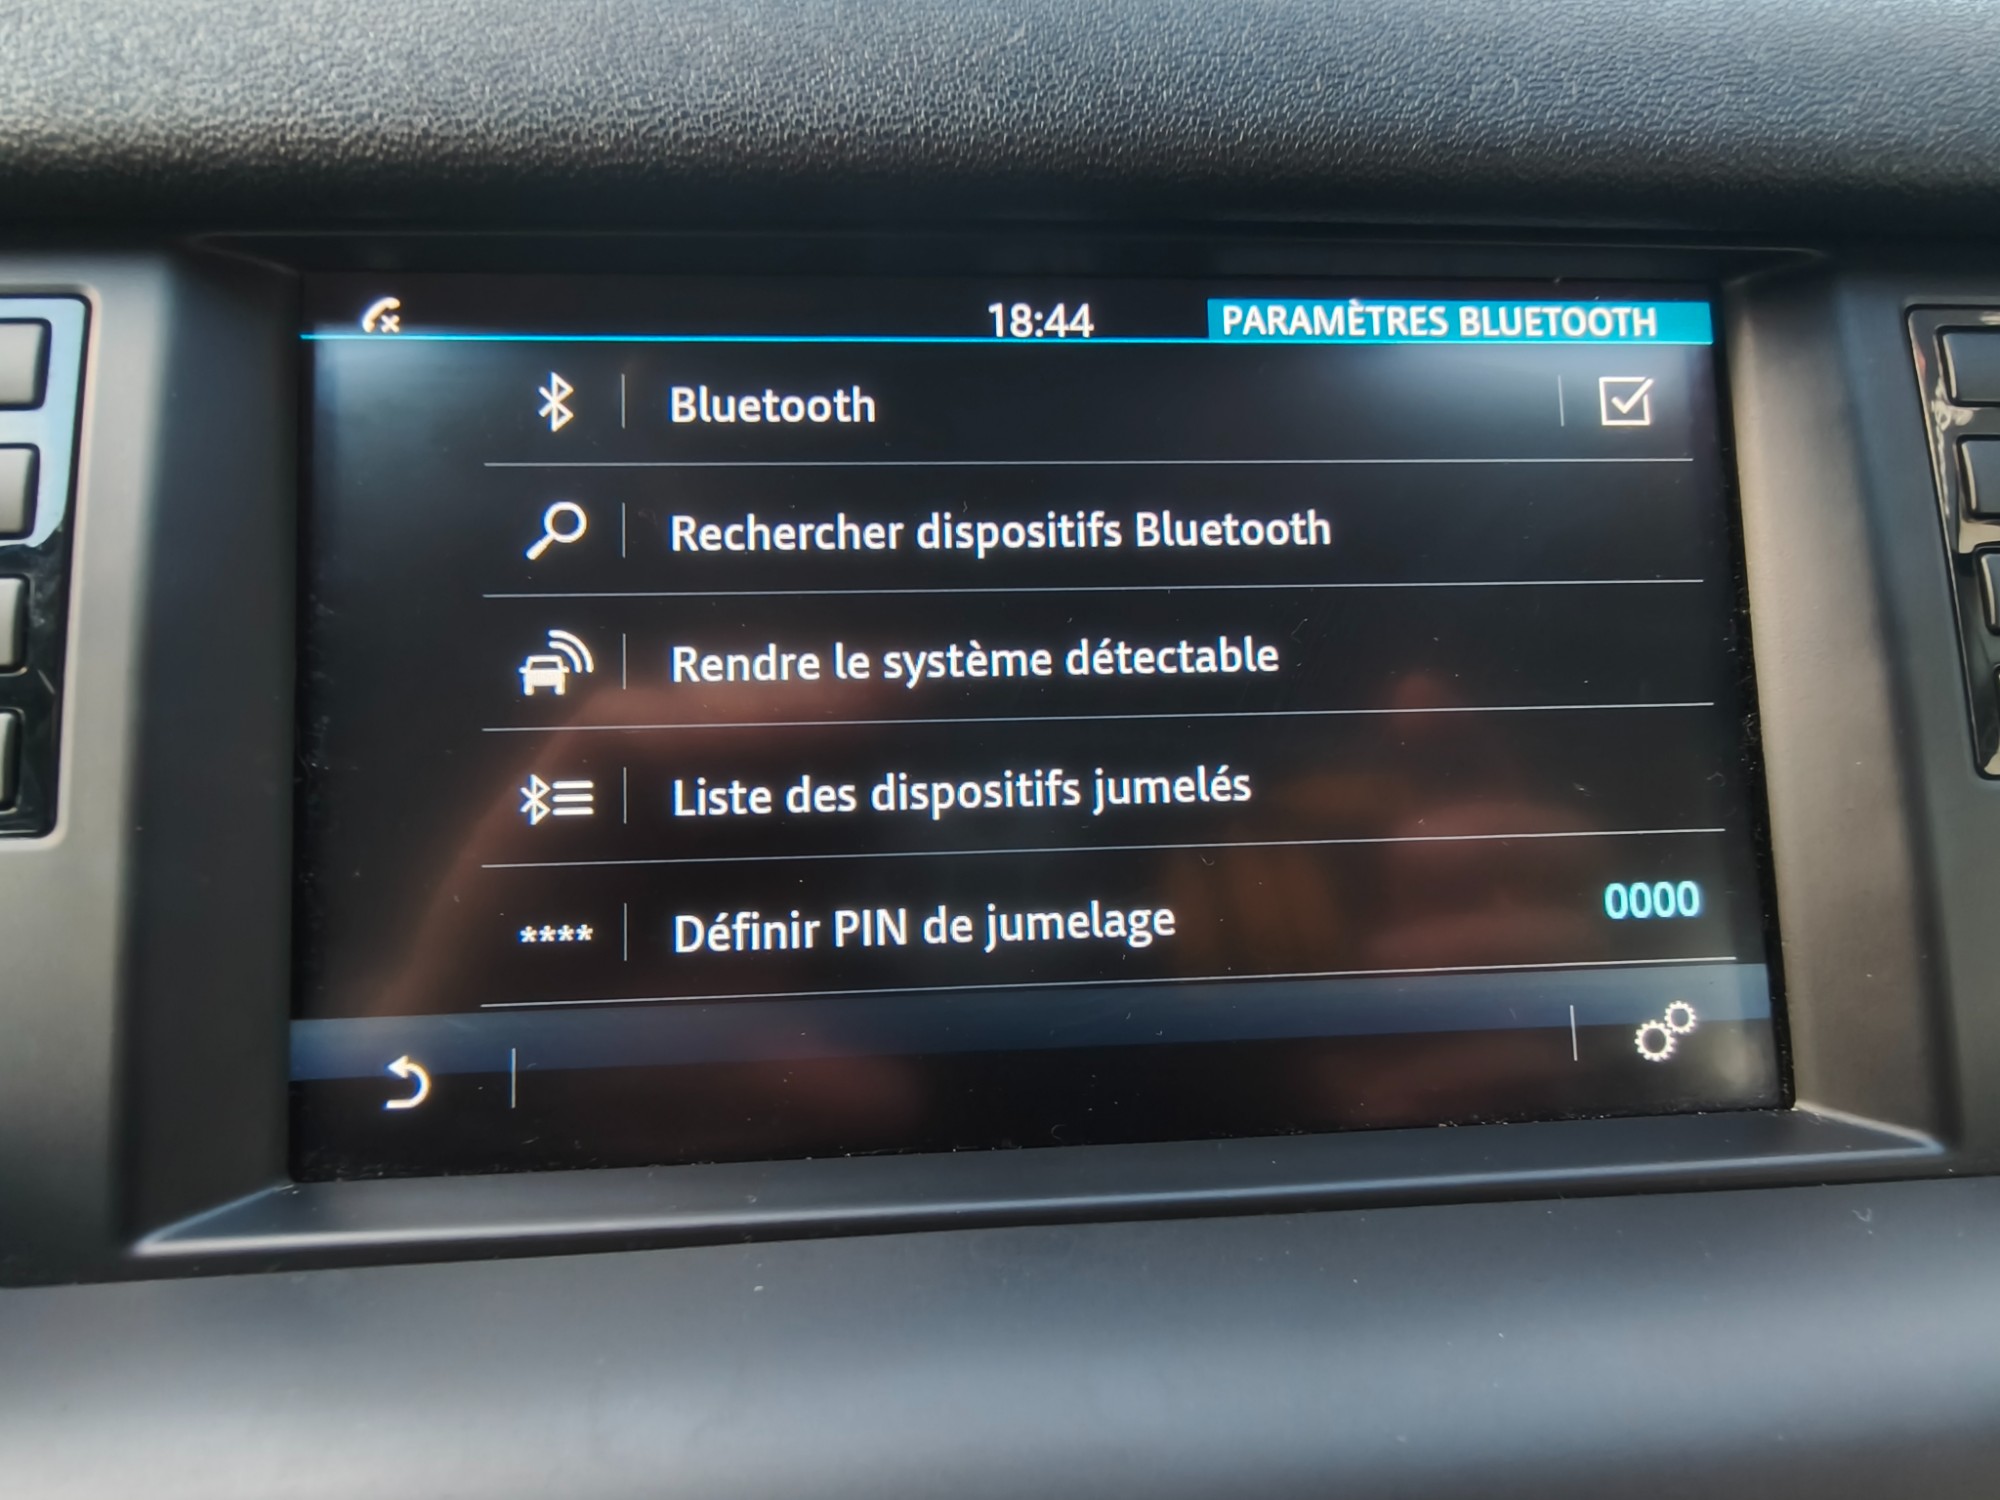 18:44 PARAMÈTRES BLUETOOTH
Bluetooth
Rechercher dispositifs Bluetooth
Rendre le système détectable
Liste des dispositifs jumelés
**** Définir PIN de jumelage 0000